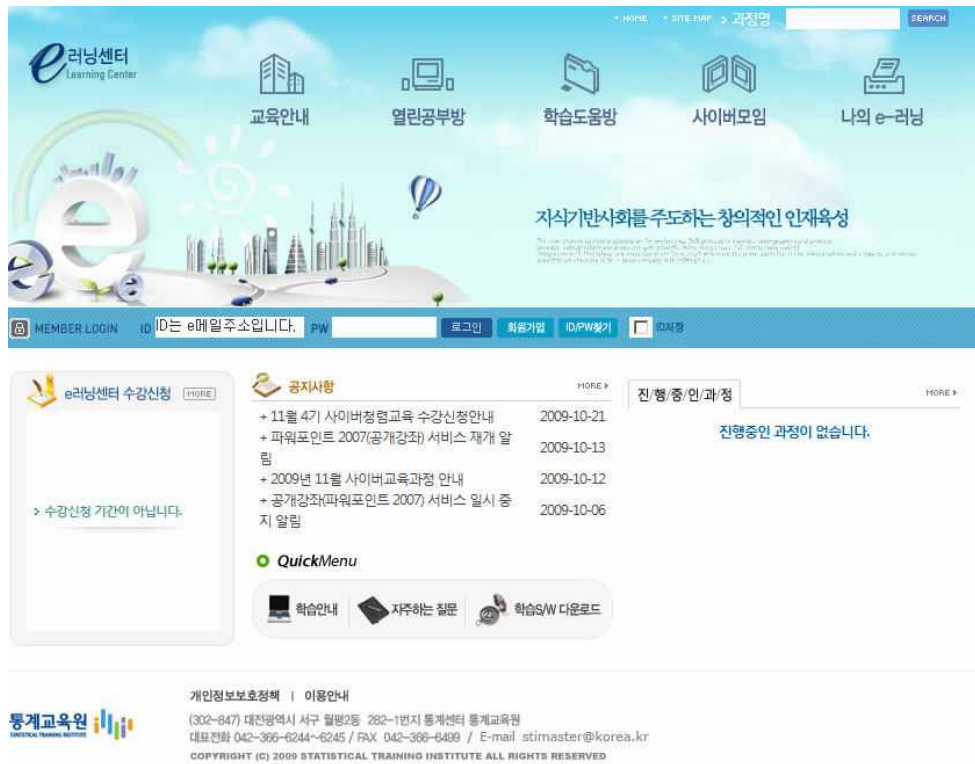 HOME SITE MAP 과정명 SEARCH
e러닝센터
Learning Center
교육안내 열린공부방 학습도움방 사이버모임 나의 e-러닝
지식기반사회를 주도하는 창의적인 인재육성
MEMBER LOGIN ID ID는 e메일주소입니다. PW 로그인 회원가입 ID/PW찾기 ID저장
e러닝센터 수강신청 MORE
> 수강신청 기간이 아닙니다.
공지사항 MORE
+ 11월 4기 사이버청렴교육 수강신청안내 2009-10-21
+ 파워포인트 2007(공개강좌) 서비스 재개 알
림 2009-10-13
+ 2009년 11월 사이버교육과정 안내 2009-10-12
+ 공개강좌(파워포인트 2007) 서비스 일시 중
지 알림 2009-10-06
QuickMenu
학습안내 자주하는 질문 학습S/W 다운로드
진/행/중/인/과/정 MORE
진행중인 과정이 없습니다.
통계교육원
STATISTICAL TRAINING INSTITUTE
개인정보보호정책 | 이용안내
(302-847) 대전광역시 서구 월평2동 282-1번지 통계센터 통계교육원
대표전화 042-366-6244~6245 / FAX 042-366-6499 / E-mail stimaster@korea.kr
COPYRIGHT (C) 2009 STATISTICAL TRAINING INSTITUTE ALL RIGHTS RESERVED